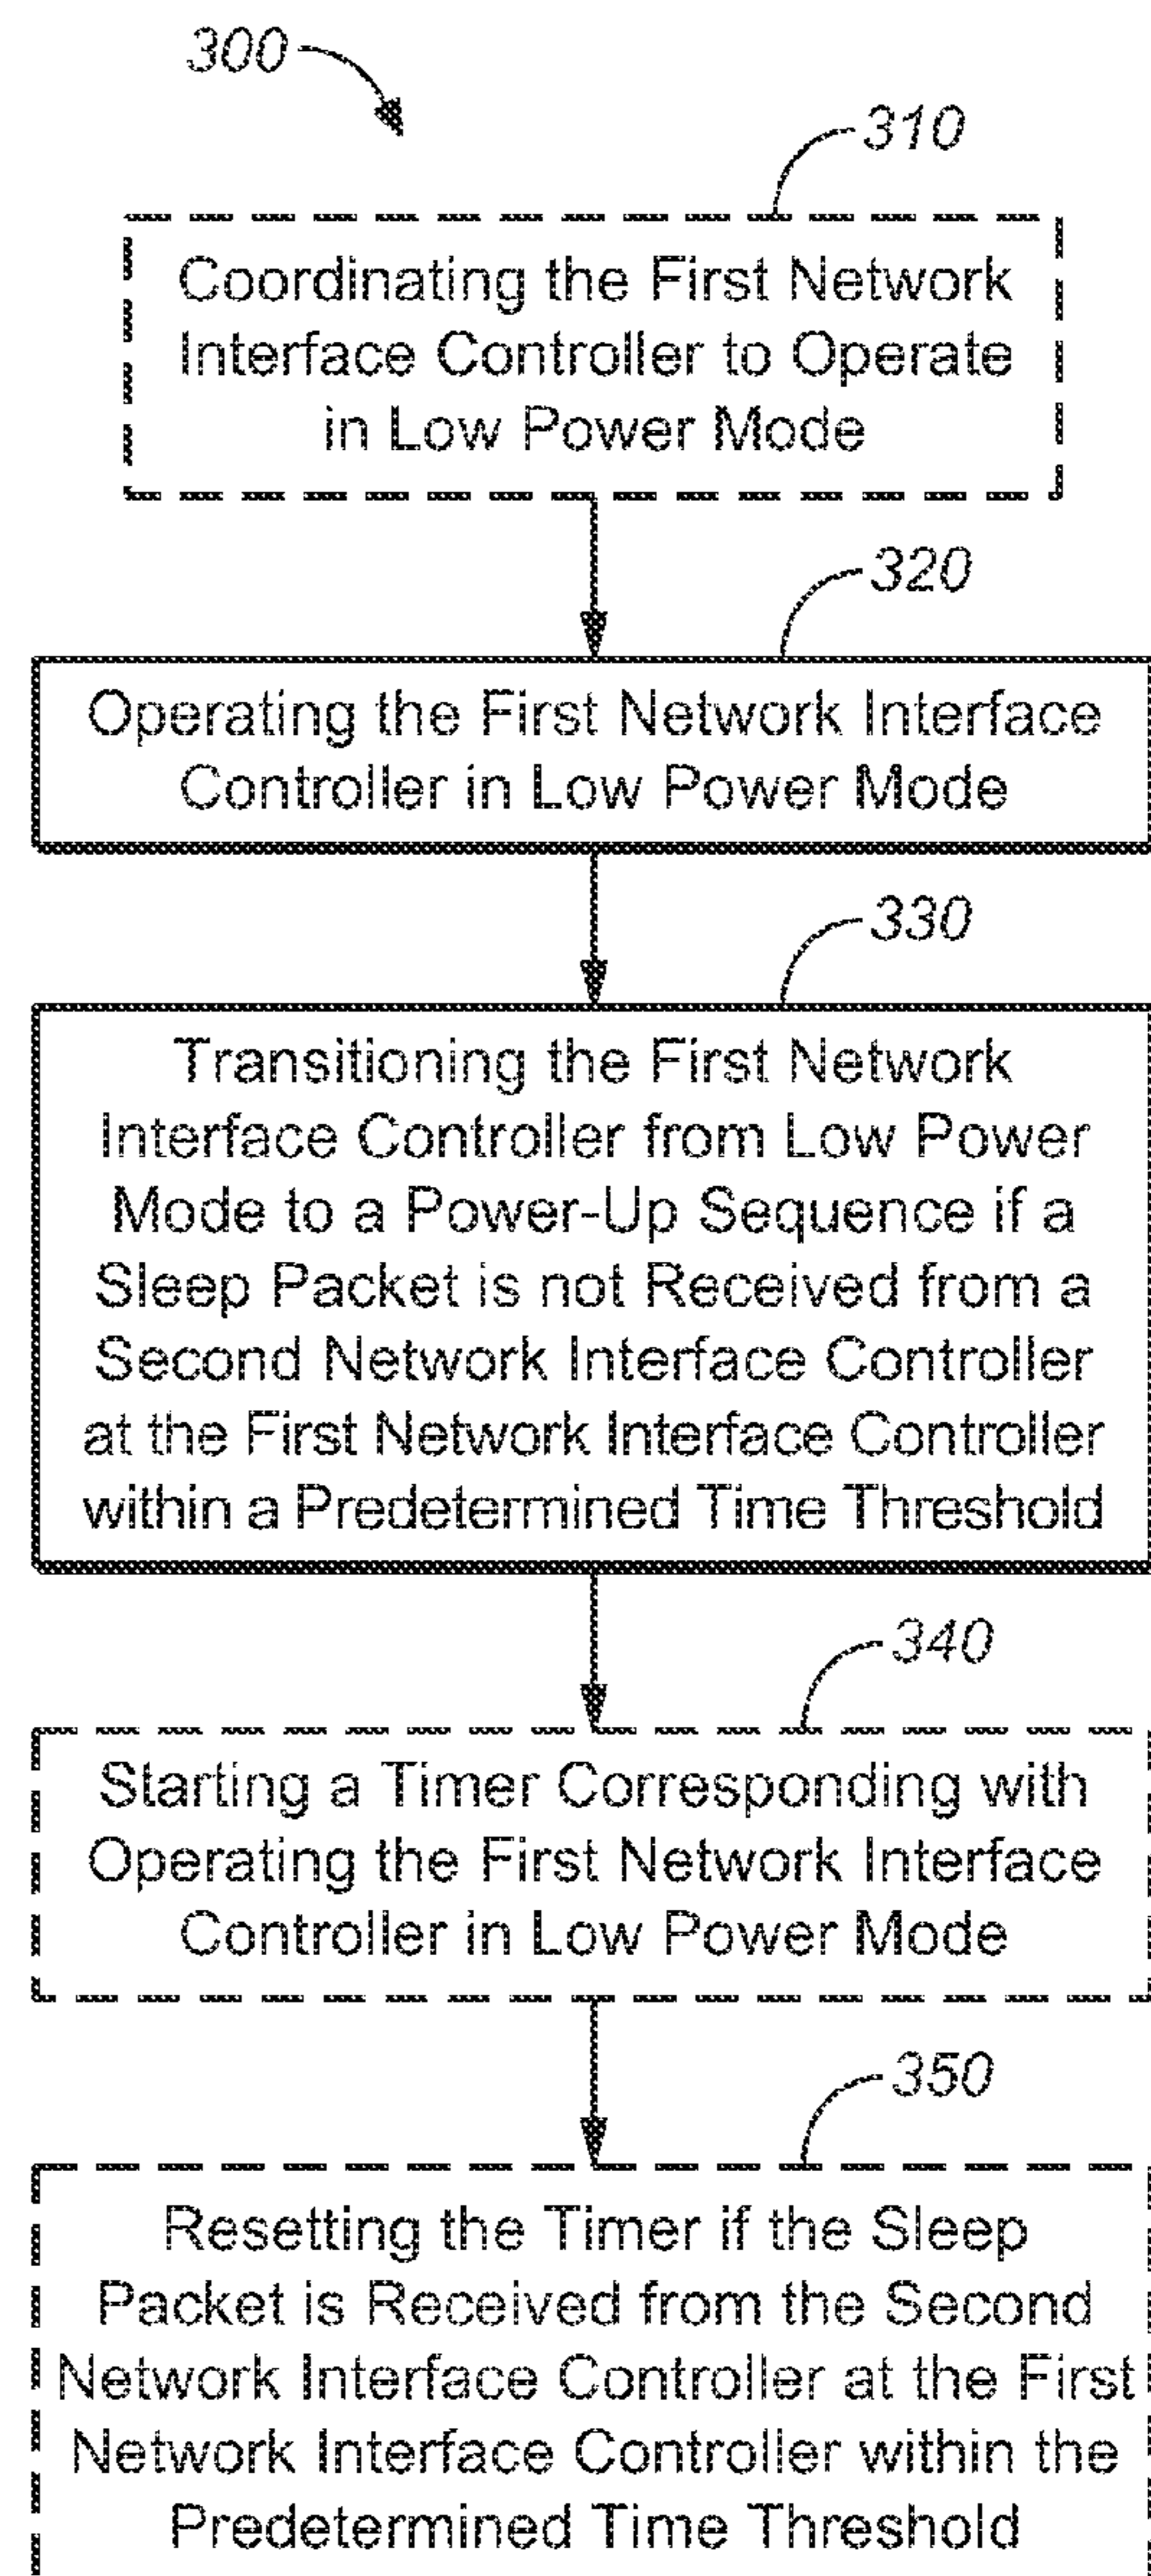 300
310
Coordinating the First Network
Interface Controller to Operate
in Low Power Mode
320
Operating the First Network Interface
Controller in Low Power Mode
330
Transitioning the First Network
Interface Controller from Low Power
Mode to a Power-Up Sequence if a
Sleep Packet is not Received from a
Second Network Interface Controller
at the First Network Interface Controller
within a Predetermined Time Threshold
340
Starting a Timer Corresponding with
Operating the First Network Interface
Controller in Low Power Mode
350
Resetting the Timer if the Sleep
Packet is Received from the Second
Network Interface Controller at the First
Network Interface Controller within the
Predetermined Time Threshold